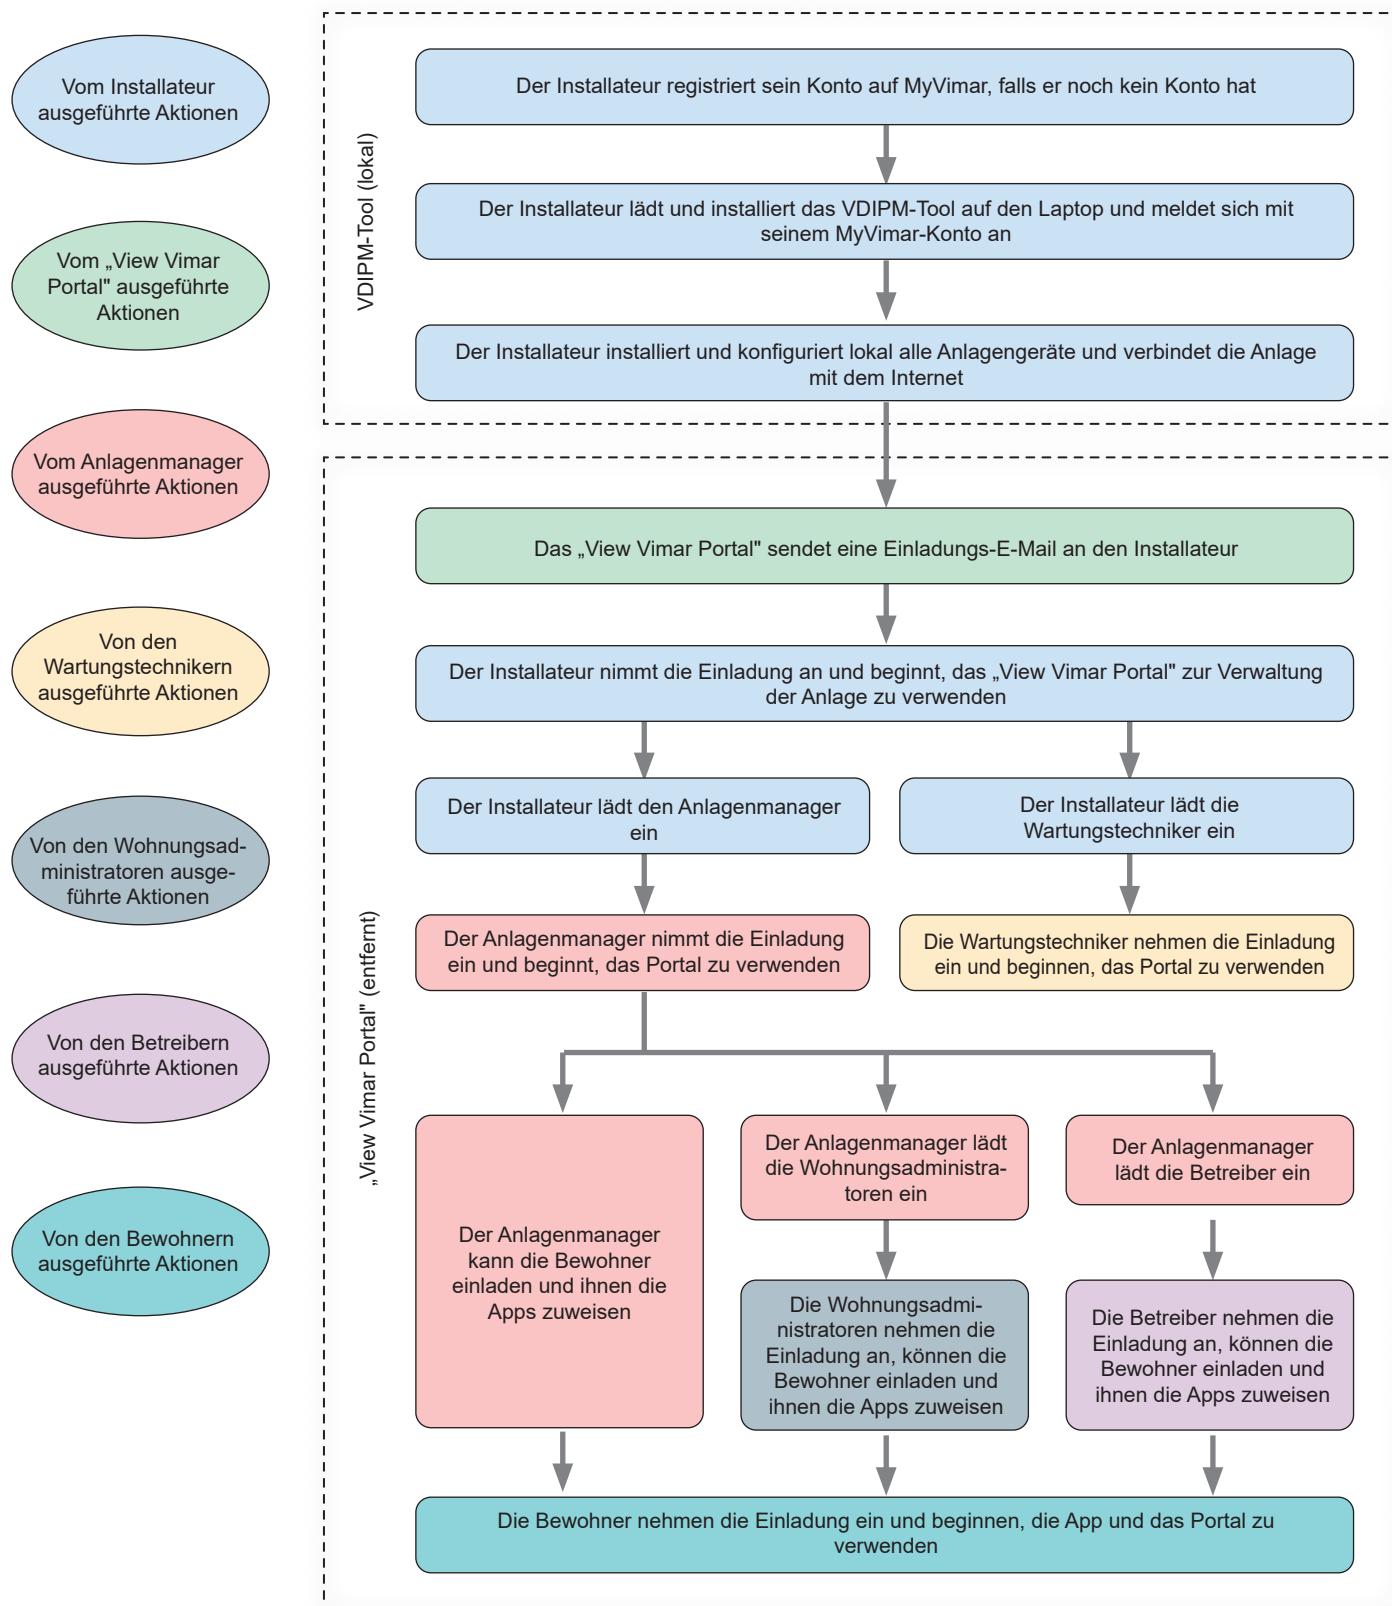 Vom Installateur
ausgeführte Aktionen
Vom „View Vimar
Portal" ausgeführte
Aktionen
Vom Anlagenmanager
ausgeführte Aktionen
Von den
Wartungstechnikern
ausgeführte Aktionen
Von den Wohnungsad-
ministratoren ausge-
führte Aktionen
Von den Betreibern
ausgeführte Aktionen
Von den Bewohnern
ausgeführte Aktionen
VDIPM-Tool (lokal)
Der Installateur registriert sein Konto auf MyVimar, falls er noch kein Konto hat
Der Installateur lädt und installiert das VDIPM-Tool auf den Laptop und meldet sich mit
seinem MyVimar-Konto an
Der Installateur installiert und konfiguriert lokal alle Anlagengeräte und verbindet die Anlage
mit dem Internet
„View Vimar Portal" (entfernt)
Das „View Vimar Portal" sendet eine Einladungs-E-Mail an den Installateur
Der Installateur nimmt die Einladung an und beginnt, das „View Vimar Portal" zur Verwaltung
der Anlage zu verwenden
Der Installateur lädt den Anlagenmanager
ein
Der Installateur lädt die
Wartungstechniker ein
Der Anlagenmanager nimmt die Einladung
ein und beginnt, das Portal zu verwenden
Die Wartungstechniker nehmen die Einladung
ein und beginnen, das Portal zu verwenden
Der Anlagenmanager
kann die Bewohner
einladen und ihnen die
Apps zuweisen
Der Anlagenmanager lädt
die Wohnungsadministra-
toren ein
Der Anlagenmanager
lädt die Betreiber ein
Die Wohnungsadmi-
nistratoren nehmen die
Einladung an, können die
Bewohner einladen und
ihnen die Apps zuweisen
Die Betreiber nehmen die
Einladung an, können die
Bewohner einladen und
ihnen die Apps zuweisen
Die Bewohner nehmen die Einladung ein und beginnen, die App und das Portal zu
verwenden